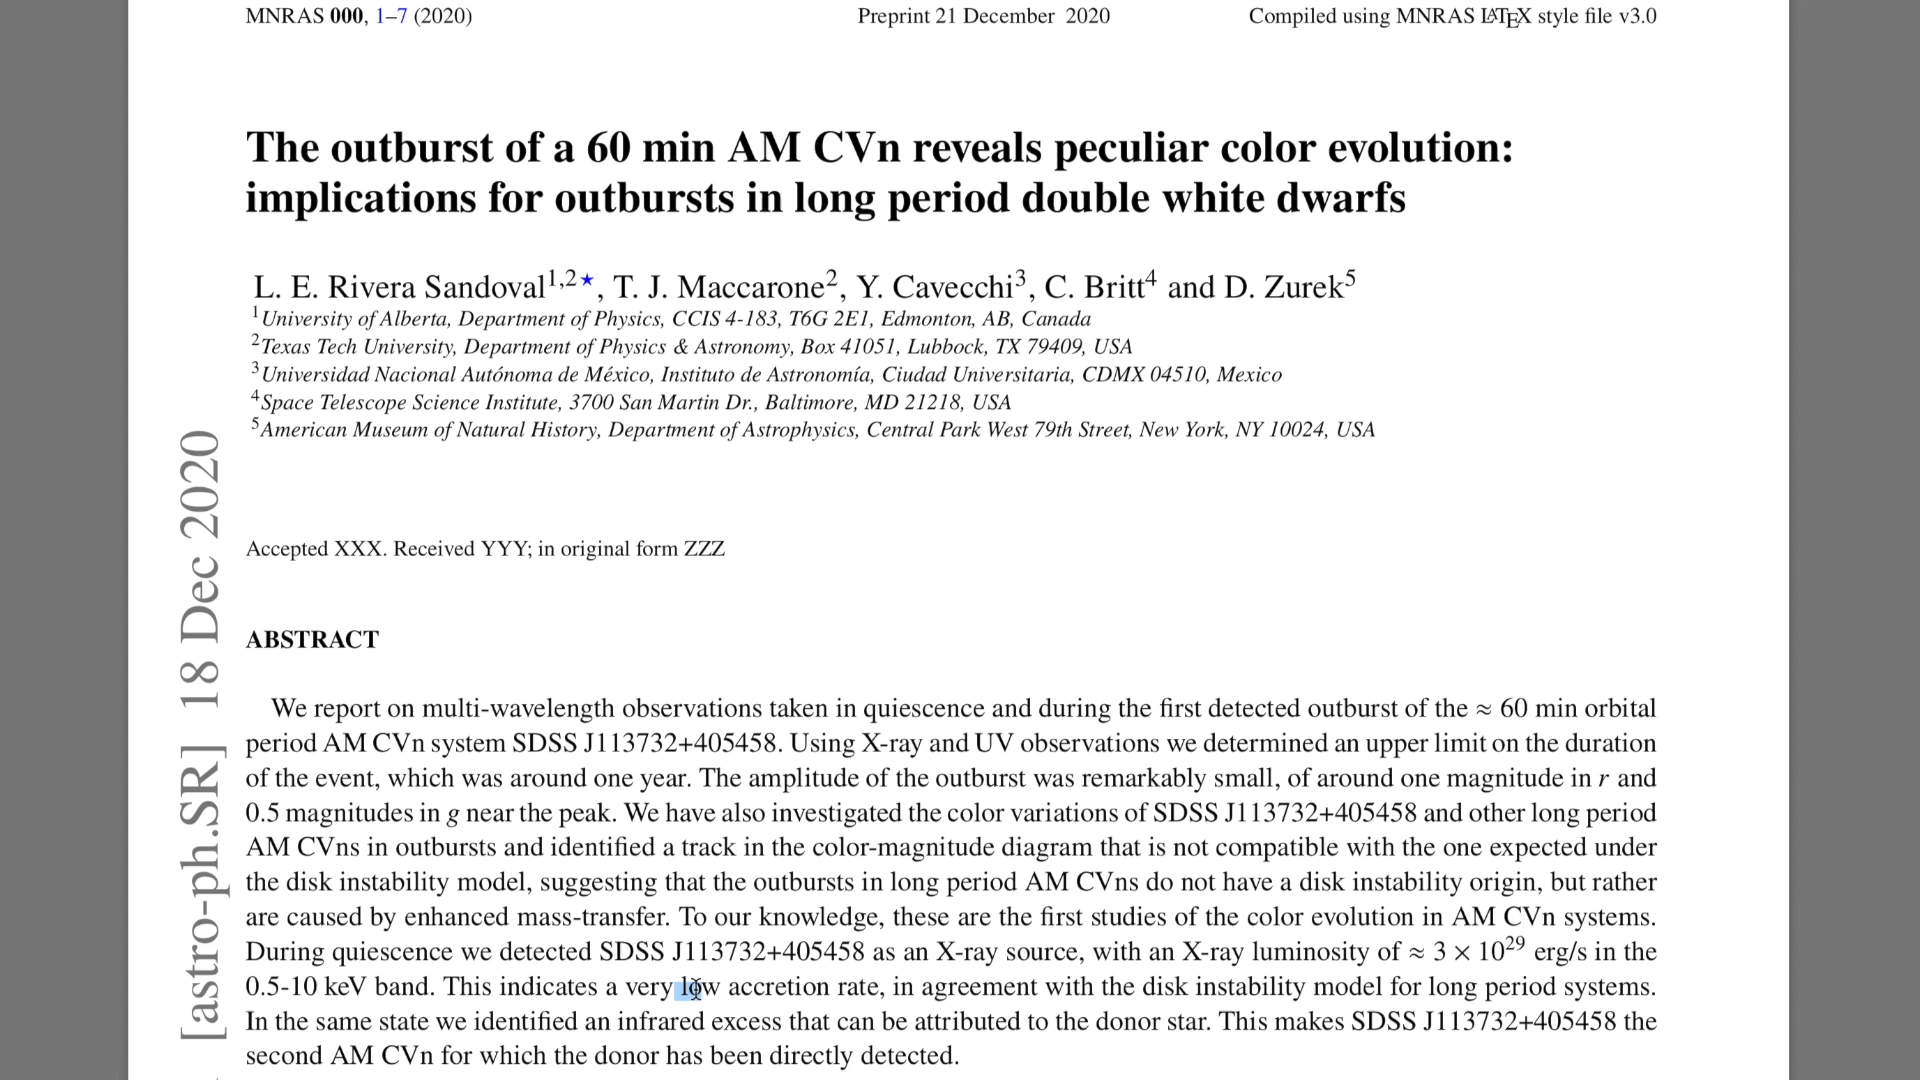 MNRAS 000, 1–7 (2020)
Preprint 21 December 2020
Compiled using MNRAS LATEX style file v3.0
The outburst of a 60 min AM CVn reveals peculiar color evolution:
implications for outbursts in long period double white dwarfs
L. E. Rivera Sandoval¹,²★, T. J. Maccarone², Y. Cavecchi³, C. Britt⁴ and D. Zurek⁵
¹University of Alberta, Department of Physics, CCIS 4-183, T6G 2E1, Edmonton, AB, Canada
²Texas Tech University, Department of Physics & Astronomy, Box 41051, Lubbock, TX 79409, USA
³Universidad Nacional Autónoma de México, Instituto de Astronomía, Ciudad Universitaria, CDMX 04510, Mexico
⁴Space Telescope Science Institute, 3700 San Martin Dr., Baltimore, MD 21218, USA
⁵American Museum of Natural History, Department of Astrophysics, Central Park West 79th Street, New York, NY 10024, USA
[astro-ph.SR] 18 Dec 2020
Accepted XXX. Received YYY; in original form ZZZ
ABSTRACT
We report on multi-wavelength observations taken in quiescence and during the first detected outburst of the ≈ 60 min orbital
period AM CVn system SDSS J113732+405458. Using X-ray and UV observations we determined an upper limit on the duration
of the event, which was around one year. The amplitude of the outburst was remarkably small, of around one magnitude in r and
0.5 magnitudes in g near the peak. We have also investigated the color variations of SDSS J113732+405458 and other long period
AM CVns in outbursts and identified a track in the color-magnitude diagram that is not compatible with the one expected under
the disk instability model, suggesting that the outbursts in long period AM CVns do not have a disk instability origin, but rather
are caused by enhanced mass-transfer. To our knowledge, these are the first studies of the color evolution in AM CVn systems.
During quiescence we detected SDSS J113732+405458 as an X-ray source, with an X-ray luminosity of ≈ 3 × 10²⁹ erg/s in the
0.5-10 keV band. This indicates a very low accretion rate, in agreement with the disk instability model for long period systems.
In the same state we identified an infrared excess that can be attributed to the donor star. This makes SDSS J113732+405458 the
second AM CVn for which the donor has been directly detected.